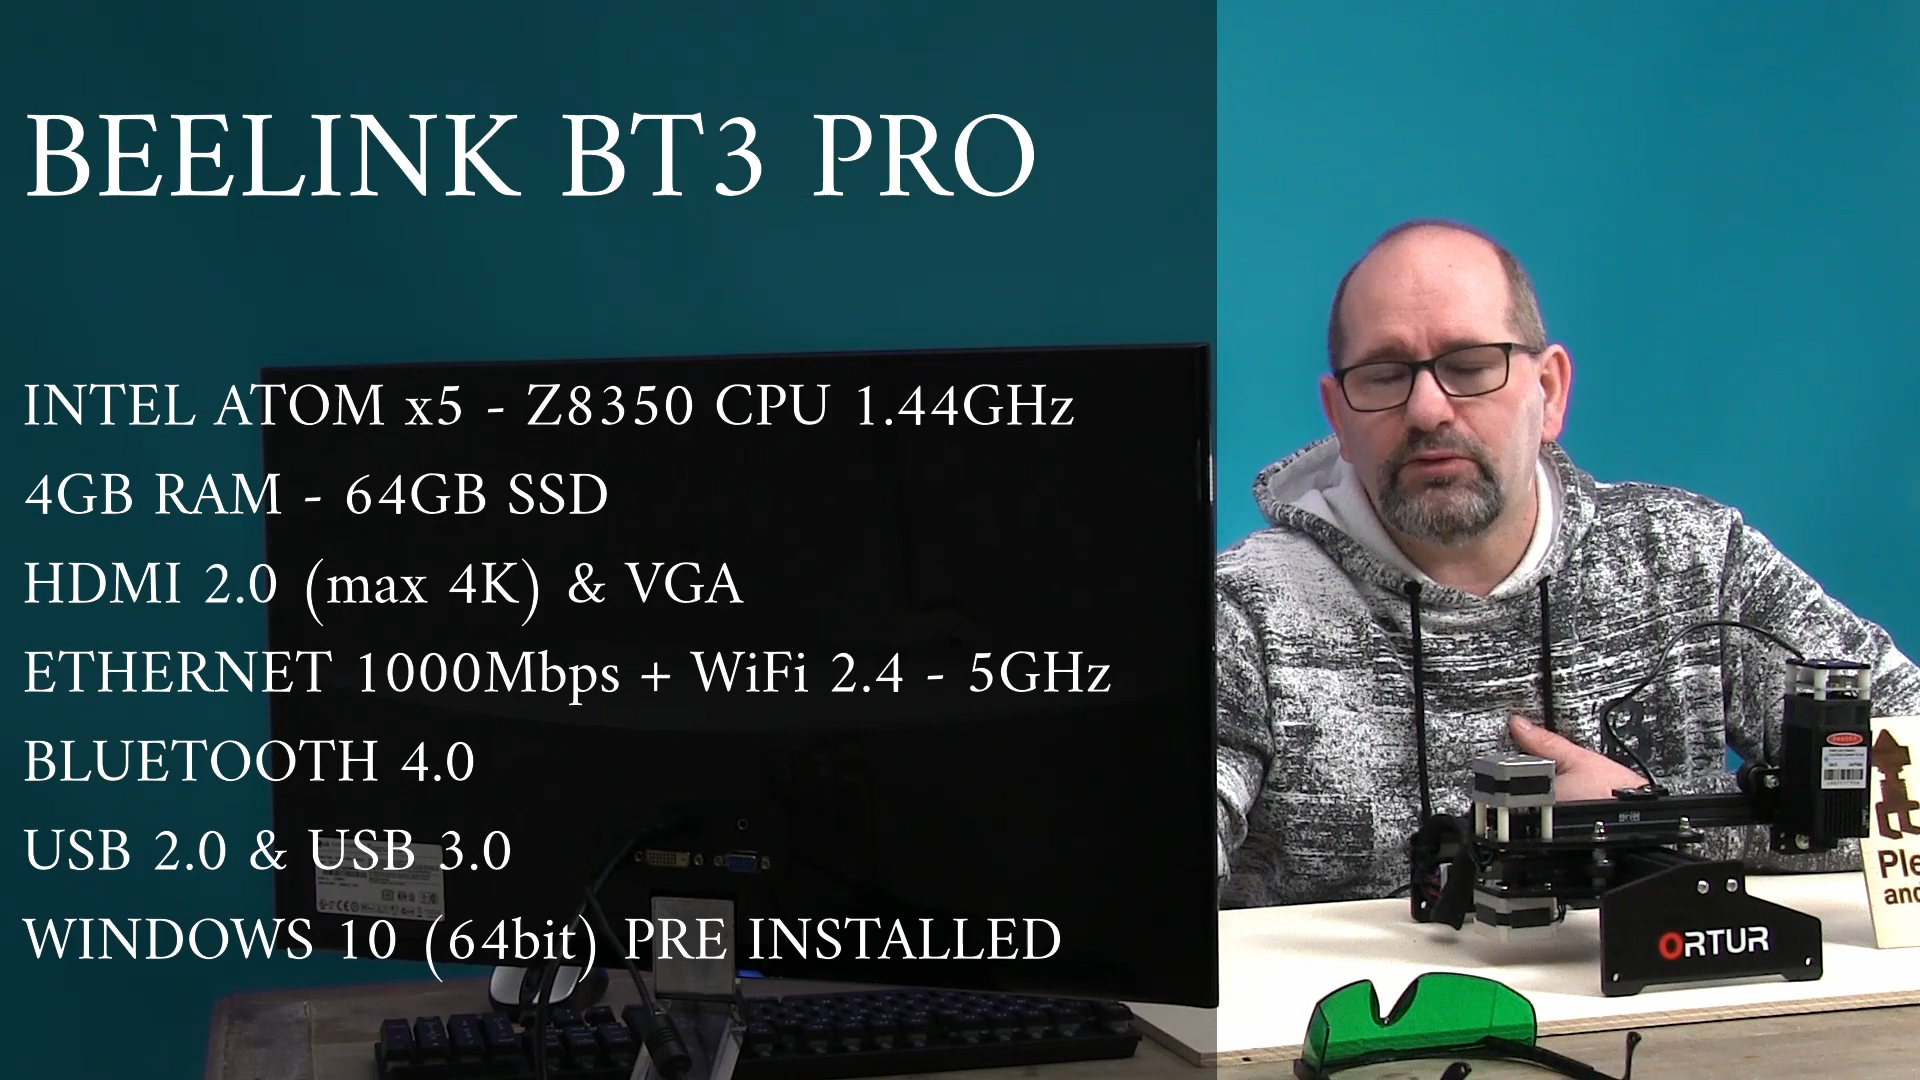 BEELINK BT3 PRO
INTEL ATOM x5 - Z8350 CPU 1.44GHz
4GB RAM - 64GB SSD
HDMI 2.0 (max 4K) & VGA
ETHERNET 1000Mbps + WiFi 2.4 - 5GHz
BLUETOOTH 4.0
USB 2.0 & USB 3.0
WINDOWS 10 (64bit) PRE INSTALLED
ORTUR